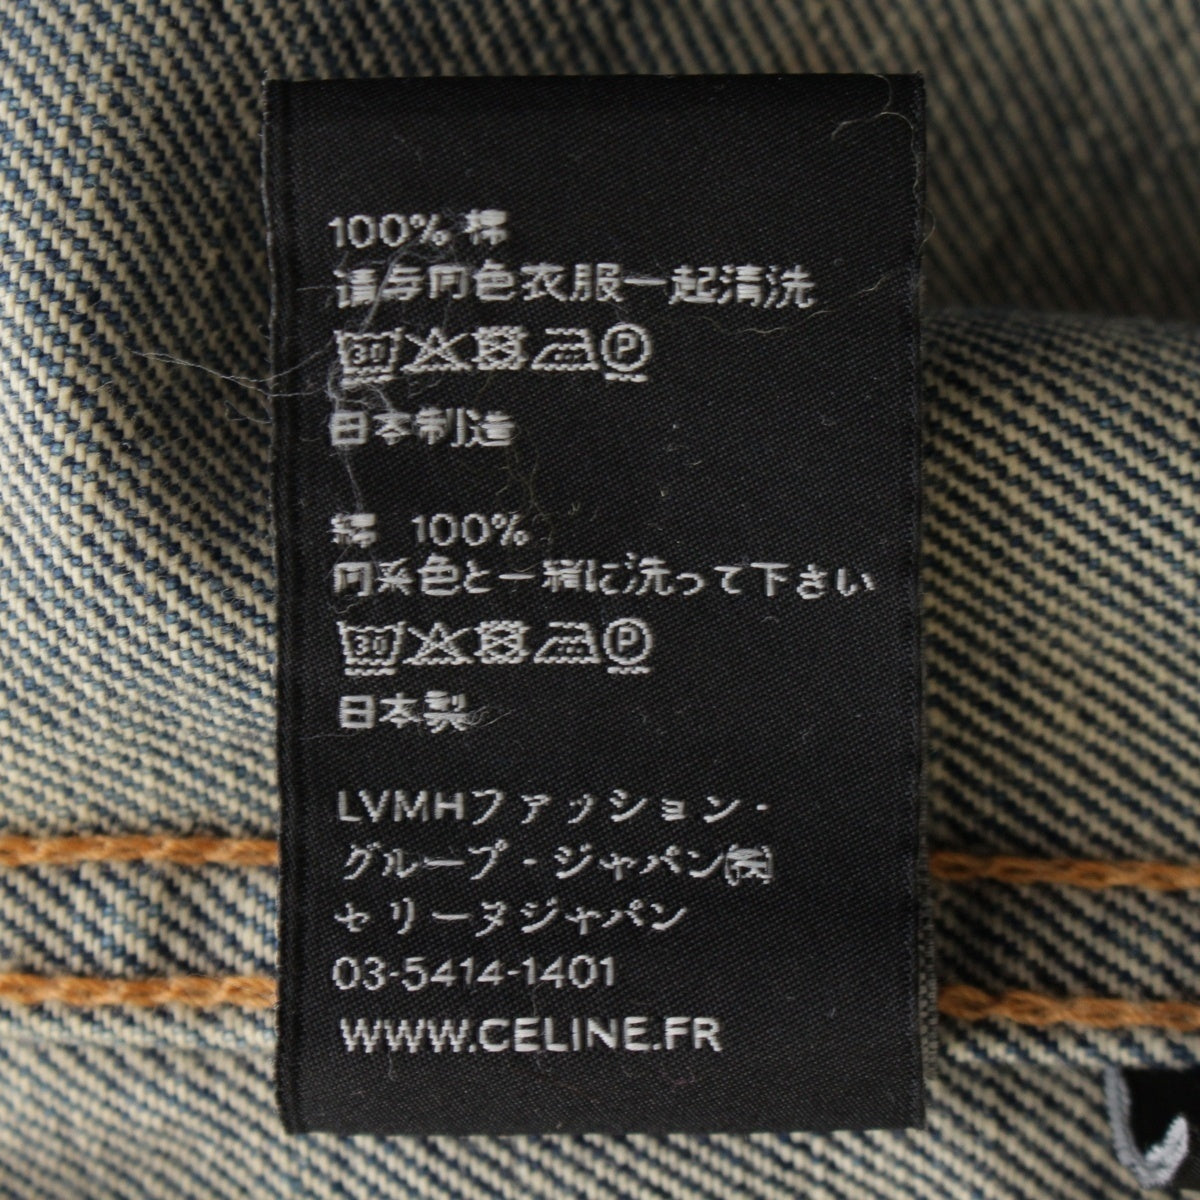 100% 棉
请与同色衣服一起清洗
30 P
日本制造
綿 100%
同系色と一緒に洗って下さい
30 P
日本製
LVMHファッション・
グループ・ジャパン㈱
セリーヌジャパン
03-5414-1401
WWW.CELINE.FR